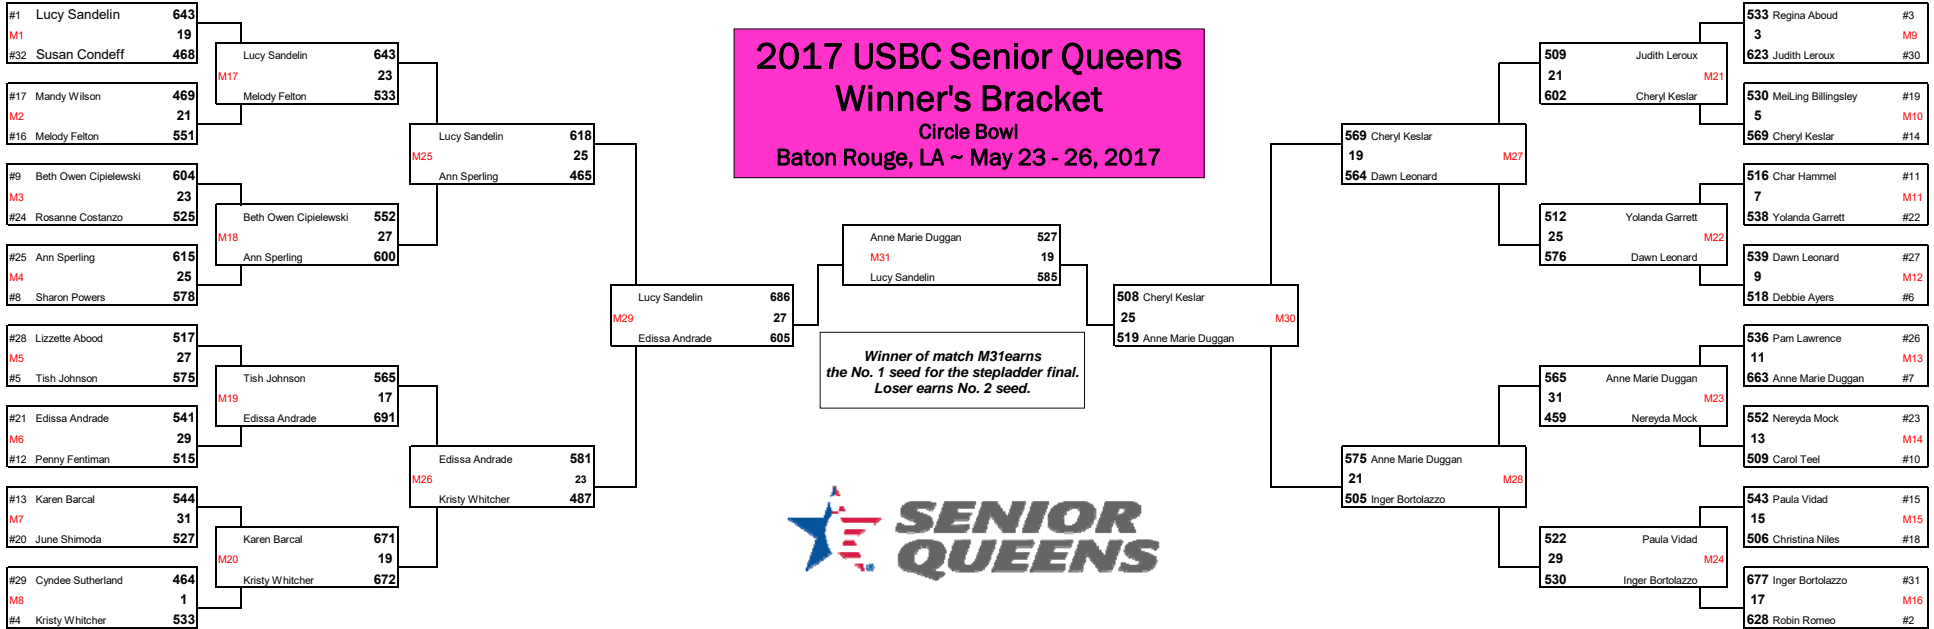 #1 Lucy Sandelin 643
M1 19
#32 Susan Condeff 468
#17 Mandy Wilson 469
M2 21
#16 Melody Felton 551
#9 Beth Owen Cipielewski 604
M3 23
#24 Rosanne Costanzo 525
#25 Ann Sperling 615
M4 25
#8 Sharon Powers 578
#28 Lizzette Abood 517
M5 27
#5 Tish Johnson 575
#21 Edissa Andrade 541
M6 29
#12 Penny Fentiman 515
#13 Karen Barcal 544
M7 31
#20 June Shimoda 527
#29 Cyndee Sutherland 464
M8 1
#4 Kristy Whitcher 533
Lucy Sandelin 643
M17 23
Melody Felton 533
Beth Owen Cipielewski 552
M18 27
Ann Sperling 600
Tish Johnson 565
M19 17
Edissa Andrade 691
Karen Barcal 671
M20 19
Kristy Whitcher 672
Lucy Sandelin 618
M25 25
Ann Sperling 465
Edissa Andrade 581
M26 23
Kristy Whitcher 487
Lucy Sandelin 686
M29 27
Edissa Andrade 605
2017 USBC Senior Queens
Winner's Bracket
Circle Bowl
Baton Rouge, LA ~ May 23 - 26, 2017
Anne Marie Duggan 527
M31 19
Lucy Sandelin 585
Winner of match M31earns
the No. 1 seed for the stepladder final.
Loser earns No. 2 seed.
SENIOR
QUEENS
508 Cheryl Keslar
25 M30
519 Anne Marie Duggan
569 Cheryl Keslar
19 M27
564 Dawn Leonard
575 Anne Marie Duggan
21 M28
505 Inger Bortolazzo
509 Judith Leroux
21 M21
602 Cheryl Keslar
512 Yolanda Garrett
25 M22
576 Dawn Leonard
565 Anne Marie Duggan
31 M23
459 Nereyda Mock
522 Paula Vidad
29 M24
530 Inger Bortolazzo
533 Regina Aboud #3
3 M9
623 Judith Leroux #30
530 MeiLing Billingsley #19
5 M10
569 Cheryl Keslar #14
516 Char Hammel #11
7 M11
538 Yolanda Garrett #22
539 Dawn Leonard #27
9 M12
518 Debbie Ayers #6
536 Pam Lawrence #26
11 M13
663 Anne Marie Duggan #7
552 Nereyda Mock #23
13 M14
509 Carol Teel #10
543 Paula Vidad #15
15 M15
506 Christina Niles #18
677 Inger Bortolazzo #31
17 M16
628 Robin Romeo #2